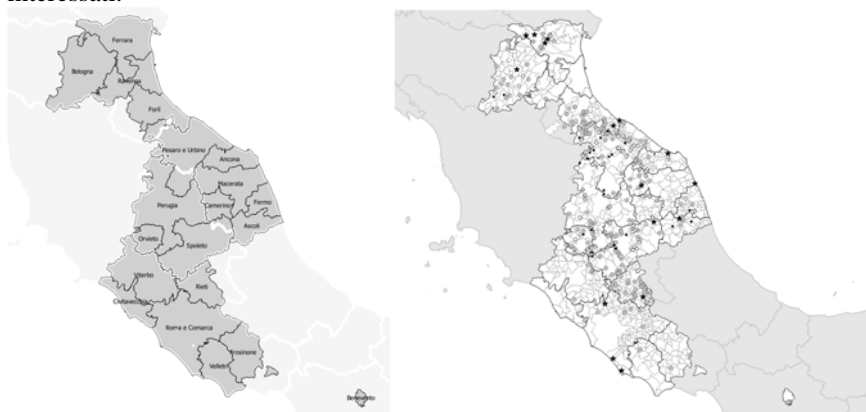 interessati.
Ferrara
Bologna
Ravenna
Forlì
Pesaro e Urbino
Ancona
Macerata
Perugia
Camerino
Fermo
Ascoli
Orvieto
Spoleto
Viterbo
Rieti
Civitavecchia
Roma e Comarca
Frosinone
Velletri
Benevento